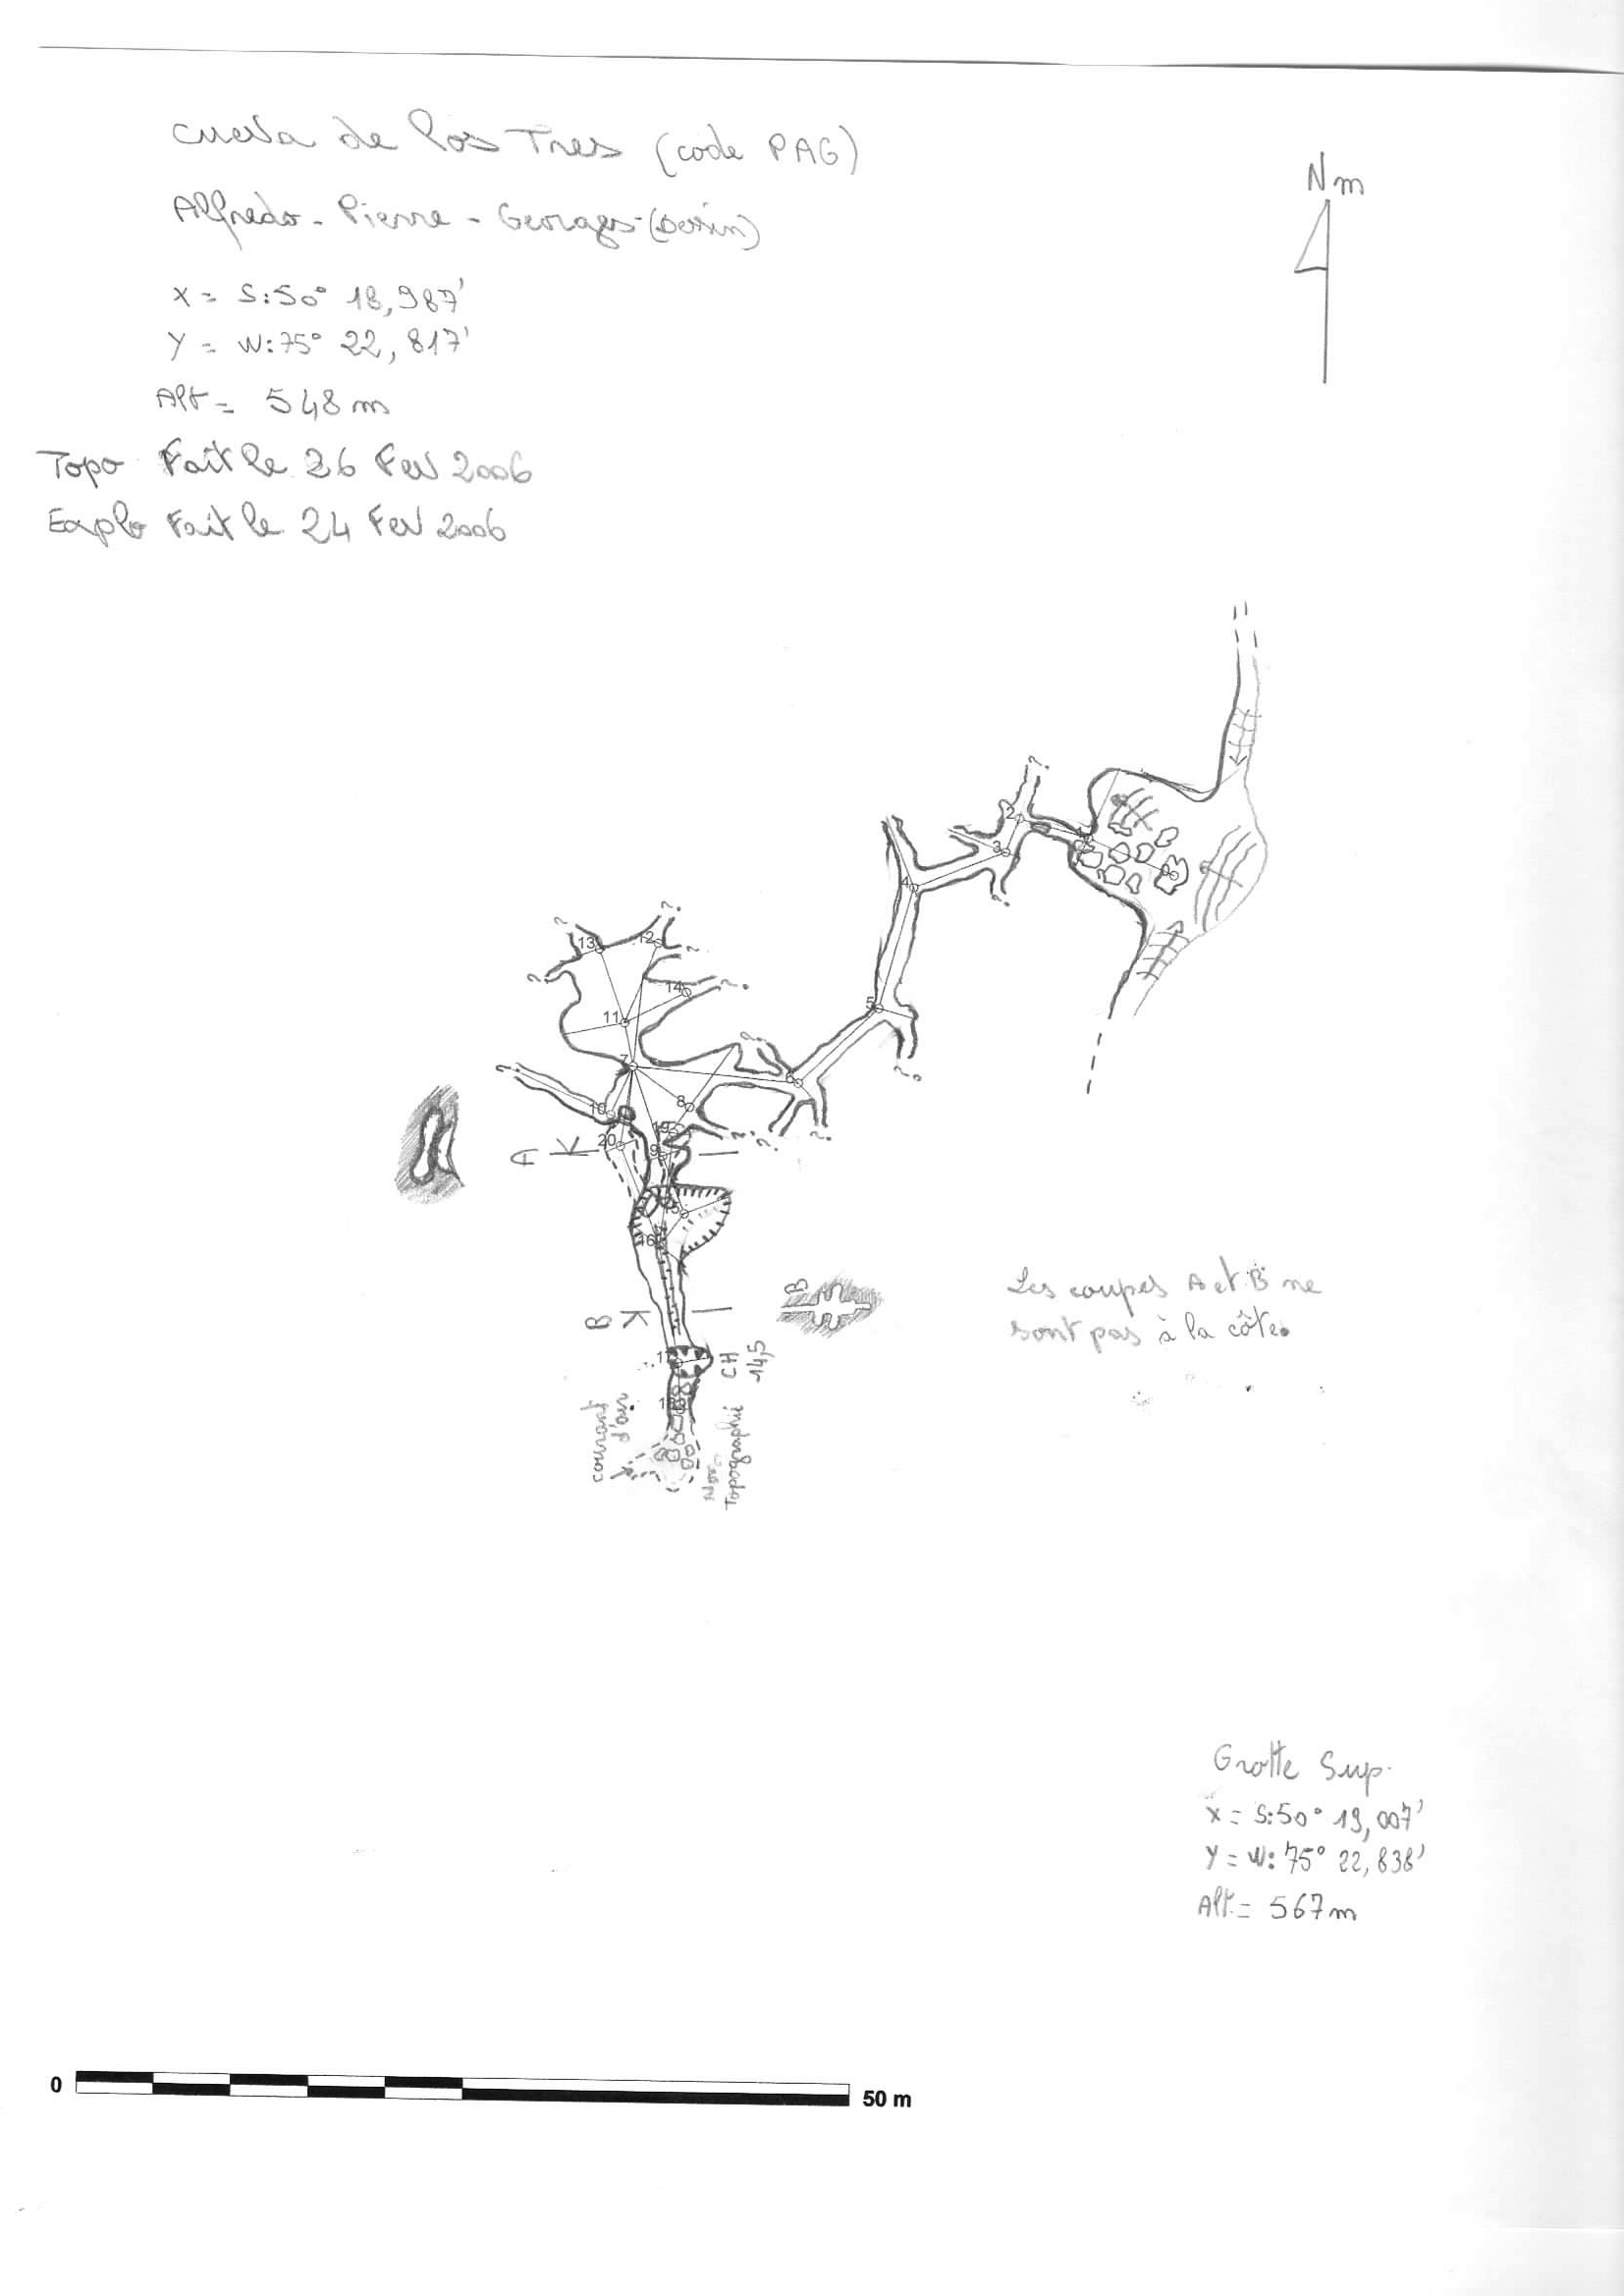 cueva de los Tres (code PAG)
Alfredo - Pierre - Georges - (Dessin)
X = S:50° 18,987'
Y = W:75° 22,817'
Alt = 548 m
Topo Fait le 26 Fev 2006
Explo Fait le 24 Fev 2006
Nm
?
2
1
3
?
4
0
?
?
13
12
?
?
14
?
11
5
7
?
?
6
?
8
10
19
?
?
?
20
9
A
15
16
B
B
Les coupes A et B ne
sont pas à la côte.
17
CH
14,5
18
courant
d'air
Non
Topographié
Grotte Sup.
X = S:50° 19,007'
Y = W: 75° 22,838'
Alt. = 567 m
0
50 m